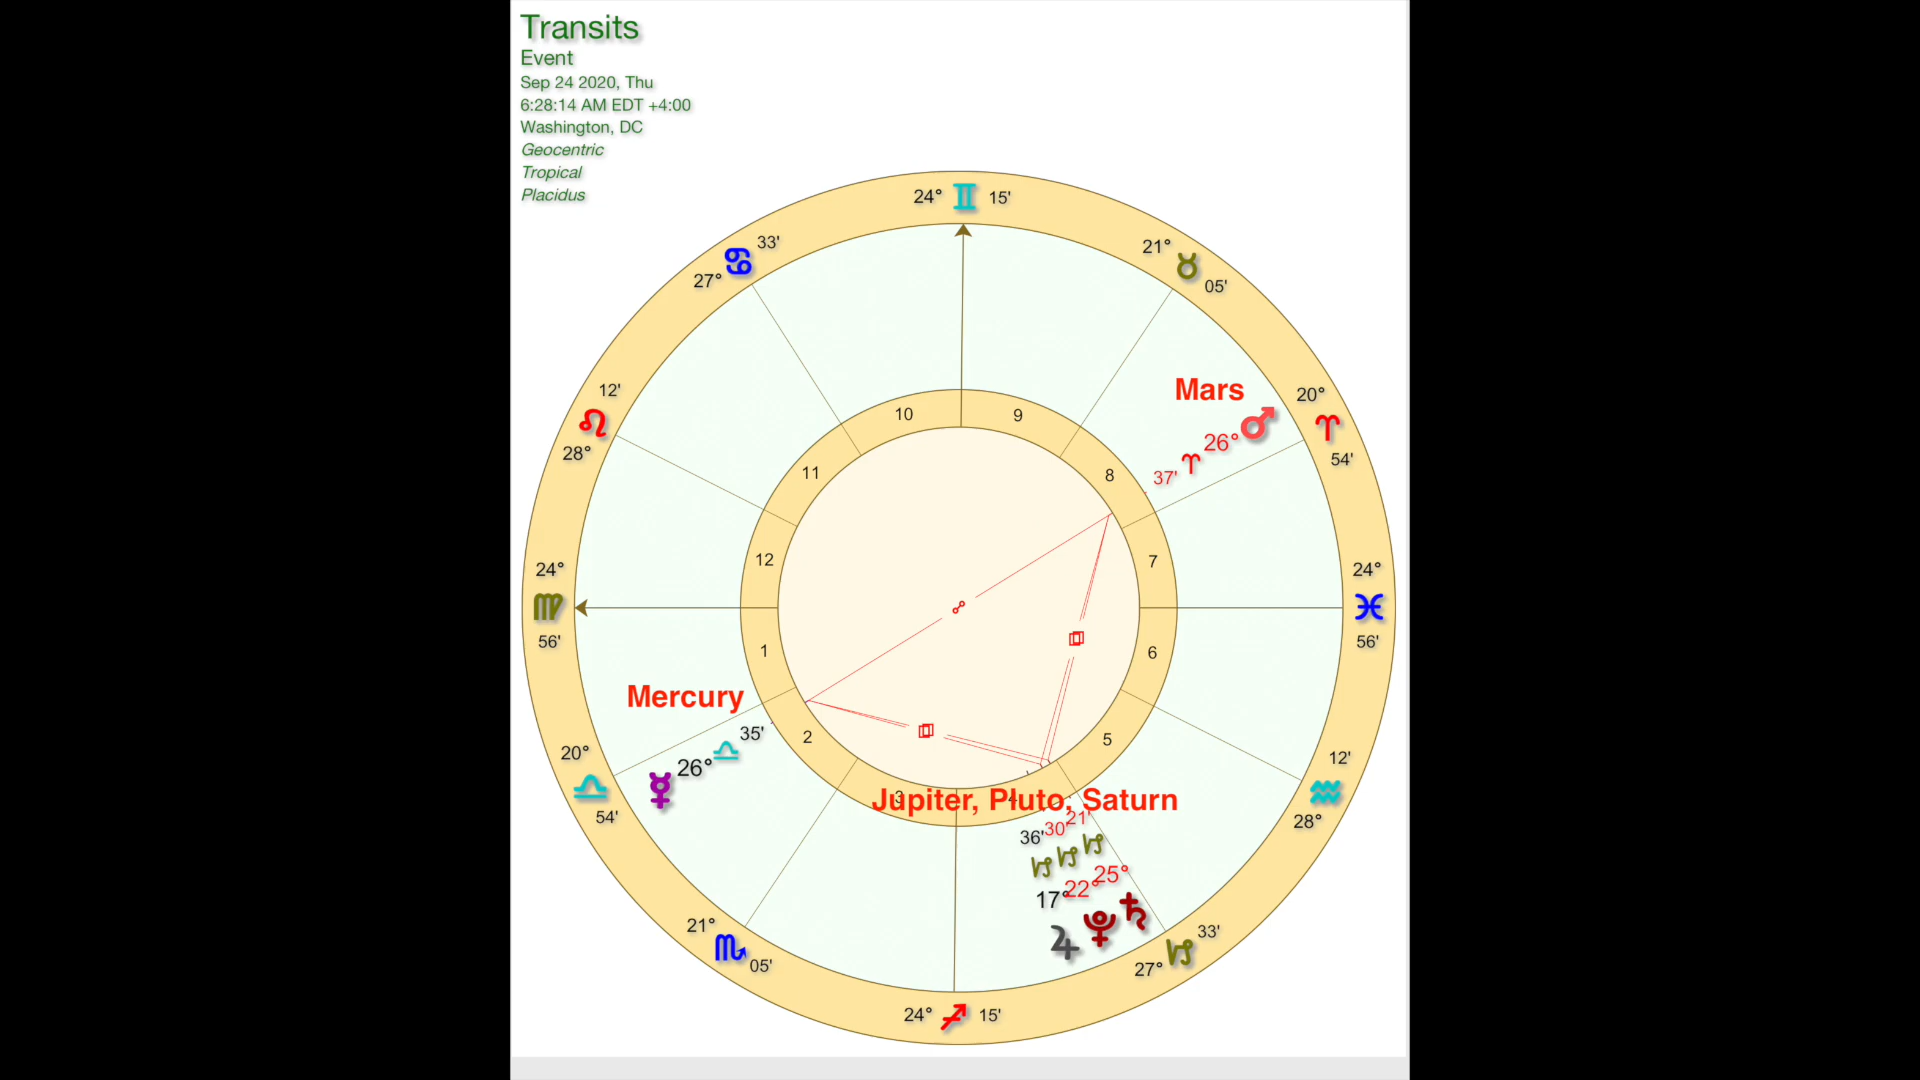 Transits
Event
Sep 24 2020, Thu
6:28:14 AM EDT +4:00
Washington, DC
Geocentric
Tropical
Placidus
24° ♊ 15'
33'
27° ♋
21° ♉
05'
12'
♌
28°
Mars
20°
♈
54'
26° ♂
37' ♈
10
9
11
8
12
7
24°
♍
56'
24°
♓
56'
1
6
Mercury
35'
26° ♎
☿
2
5
20°
♎
54'
12'
♒
28°
3
4
Jupiter, Pluto, Saturn
36' 30' 21'
♑ ♑ ♑
17° 22° 25°
♃ ♇ ♄
21°
♏
05'
33'
27° ♑
24° ♐ 15'